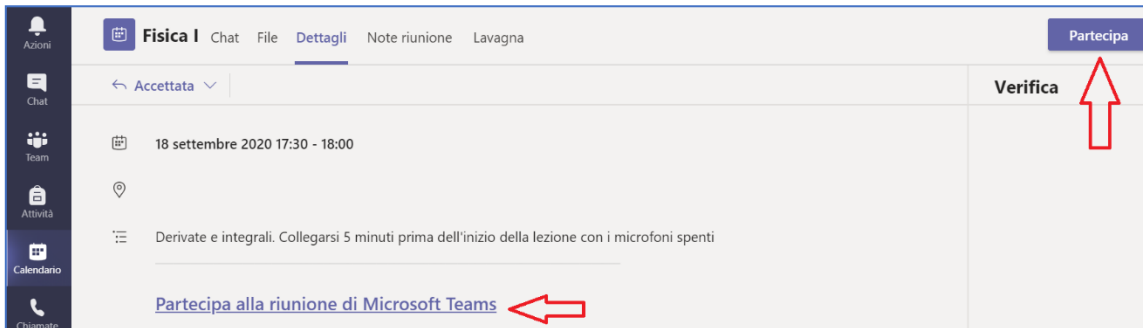 Azioni
Chat
Team
Attività
Calendario
Chiamate
Fisica I Chat File Dettagli Note riunione Lavagna Partecipa
Accettata Verifica
18 settembre 2020 17:30 - 18:00
Derivate e integrali. Collegarsi 5 minuti prima dell'inizio della lezione con i microfoni spenti
Partecipa alla riunione di Microsoft Teams